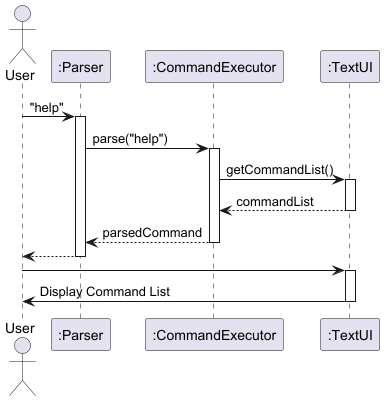 User
:Parser
:CommandExecutor
:TextUI
"help"
parse("help")
getCommandList()
commandList
parsedCommand
Display Command List
User
:Parser
:CommandExecutor
:TextUI